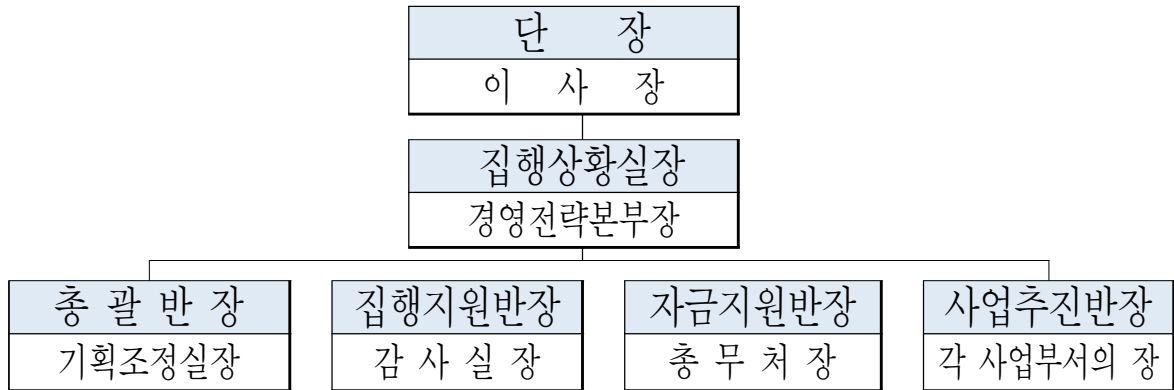 단 장
이 사 장
집행상황실장
경영전략본부장
총 괄 반 장
기획조정실장
집행지원반장
감 사 실 장
자금지원반장
총 무 처 장
사업추진반장
각 사업부서의 장